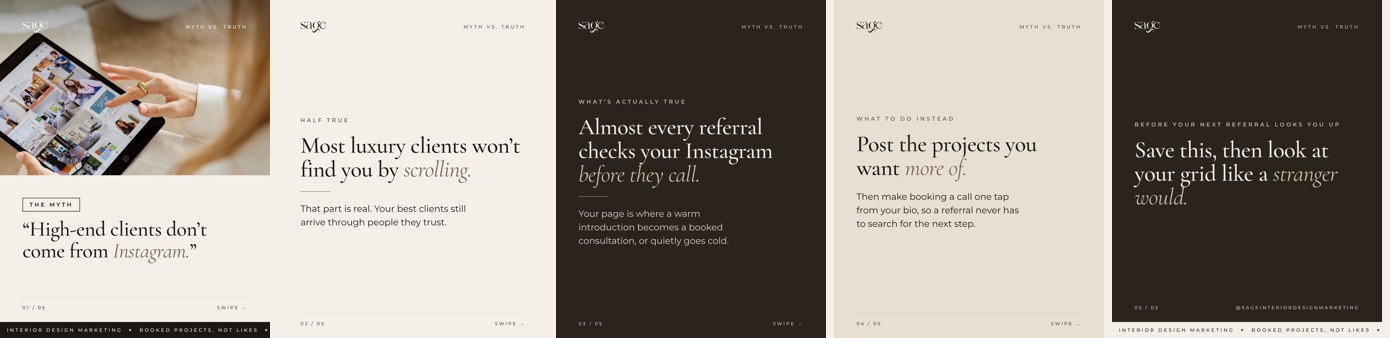 sage
MYTH VS. TRUTH
THE MYTH
“High-end clients don’t
come from Instagram.”
01 / 05
SWIPE →
INTERIOR DESIGN MARKETING • BOOKED PROJECTS, NOT LIKES •
sage
MYTH VS. TRUTH
HALF TRUE
Most luxury clients won’t
find you by scrolling.
That part is real. Your best clients still
arrive through people they trust.
02 / 05
SWIPE →
sage
MYTH VS. TRUTH
WHAT’S ACTUALLY TRUE
Almost every referral
checks your Instagram
before they call.
Your page is where a warm
introduction becomes a booked
consultation, or quietly goes cold.
03 / 05
SWIPE →
sage
MYTH VS. TRUTH
WHAT TO DO INSTEAD
Post the projects you
want more of.
Then make booking a call one tap
from your bio, so a referral never has
to search for the next step.
04 / 05
SWIPE →
sage
MYTH VS. TRUTH
BEFORE YOUR NEXT REFERRAL LOOKS YOU UP
Save this, then look at
your grid like a stranger
would.
05 / 05
@SAGEINTERIORDESIGNMARKETING
INTERIOR DESIGN MARKETING • BOOKED PROJECTS, NOT LIKES •